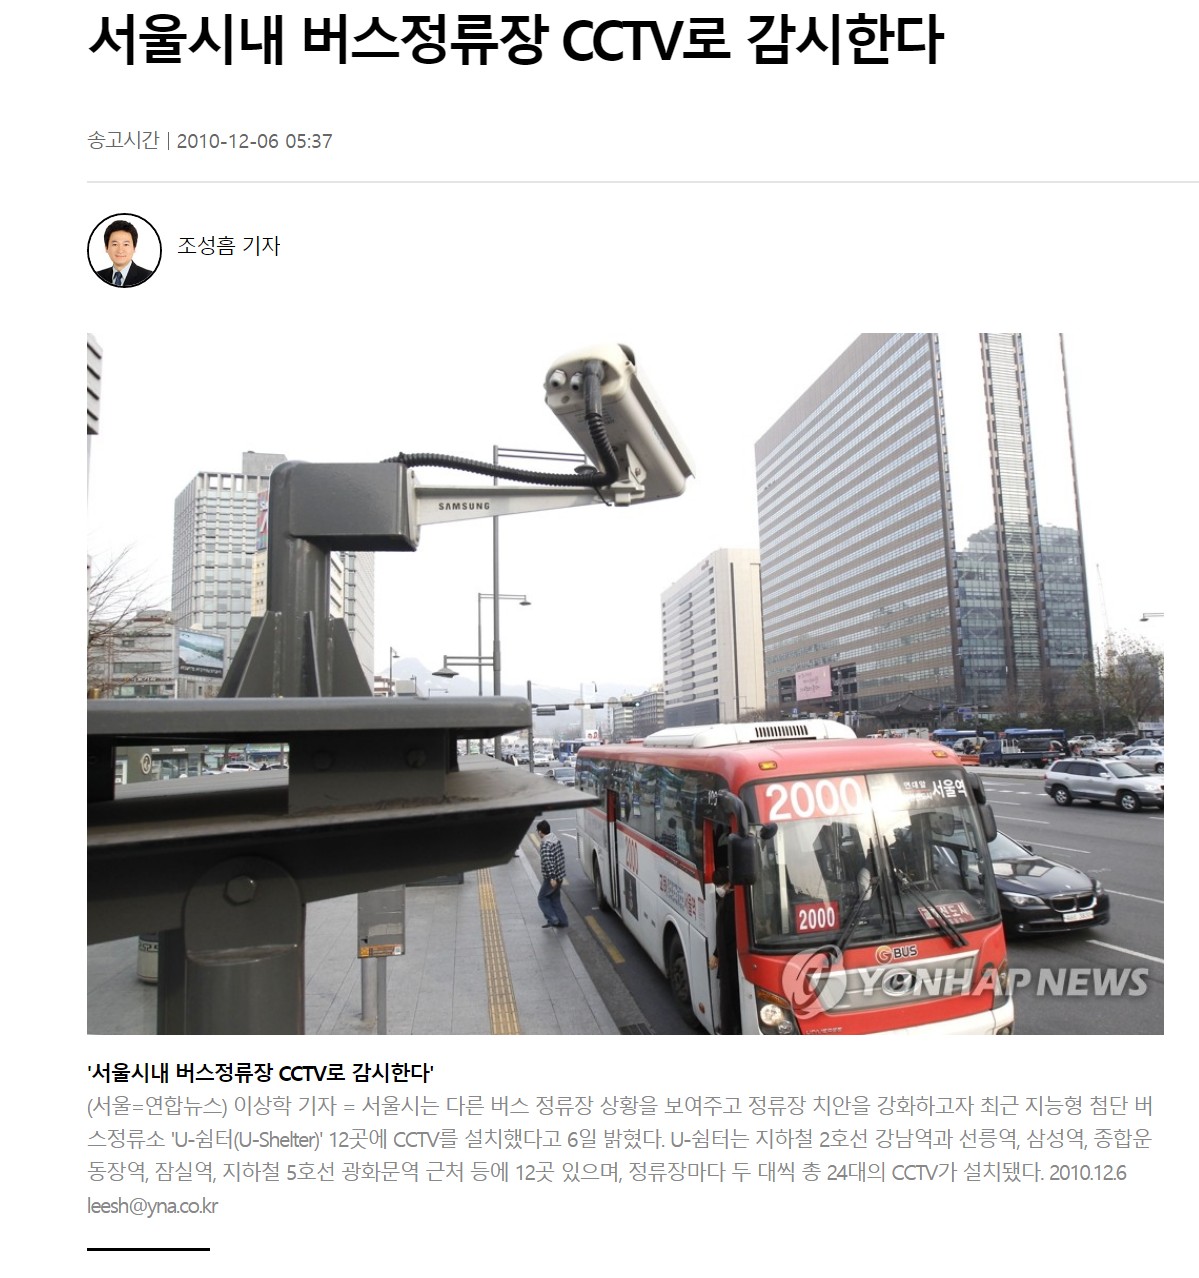 서울시내 버스정류장 CCTV로 감시한다
송고시간 | 2010-12-06 05:37
조성흠 기자
SAMSUNG
2000
서울역
2000
2000
G BUS
YONHAP NEWS
'서울시내 버스정류장 CCTV로 감시한다'
(서울=연합뉴스) 이상학 기자 = 서울시는 다른 버스 정류장 상황을 보여주고 정류장 치안을 강화하고자 최근 지능형 첨단 버
스정류소 'U-쉼터(U-Shelter)' 12곳에 CCTV를 설치했다고 6일 밝혔다. U-쉼터는 지하철 2호선 강남역과 선릉역, 삼성역, 종합운
동장역, 잠실역, 지하철 5호선 광화문역 근처 등에 12곳 있으며, 정류장마다 두 대씩 총 24대의 CCTV가 설치됐다. 2010.12.6
leesh@yna.co.kr